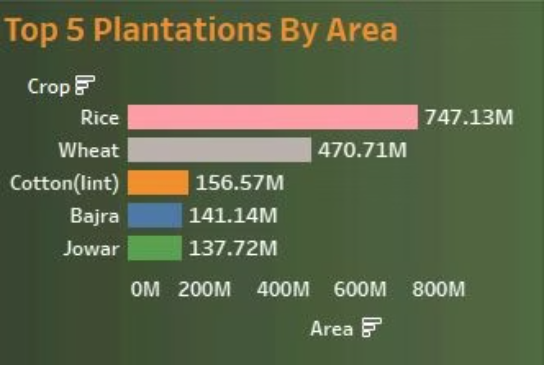 Top 5 Plantations By Area
Crop
Rice 747.13M
Wheat 470.71M
Cotton(lint) 156.57M
Bajra 141.14M
Jowar 137.72M
0M 200M 400M 600M 800M
Area